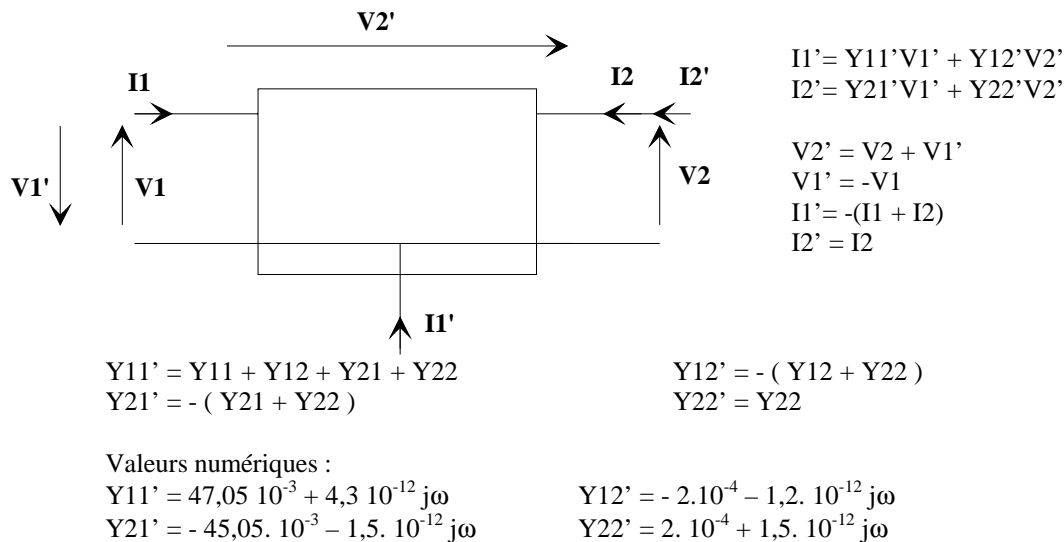 V2'
I1
I2 I2'
I1’= Y11’V1’ + Y12’V2’
I2’= Y21’V1’ + Y22’V2’
V1'
V1
V2
V2’ = V2 + V1’
V1’ = -V1
I1’= -(I1 + I2)
I2’ = I2
I1'
Y11’ = Y11 + Y12 + Y21 + Y22
Y12’ = - ( Y12 + Y22 )
Y21’ = - ( Y21 + Y22 )
Y22’ = Y22
Valeurs numériques :
Y11’ = 47,05 10⁻³ + 4,3 10⁻¹² jω
Y12’ = - 2.10⁻⁴ – 1,2. 10⁻¹² jω
Y21’ = - 45,05. 10⁻³ – 1,5. 10⁻¹² jω
Y22’ = 2. 10⁻⁴ + 1,5. 10⁻¹² jω